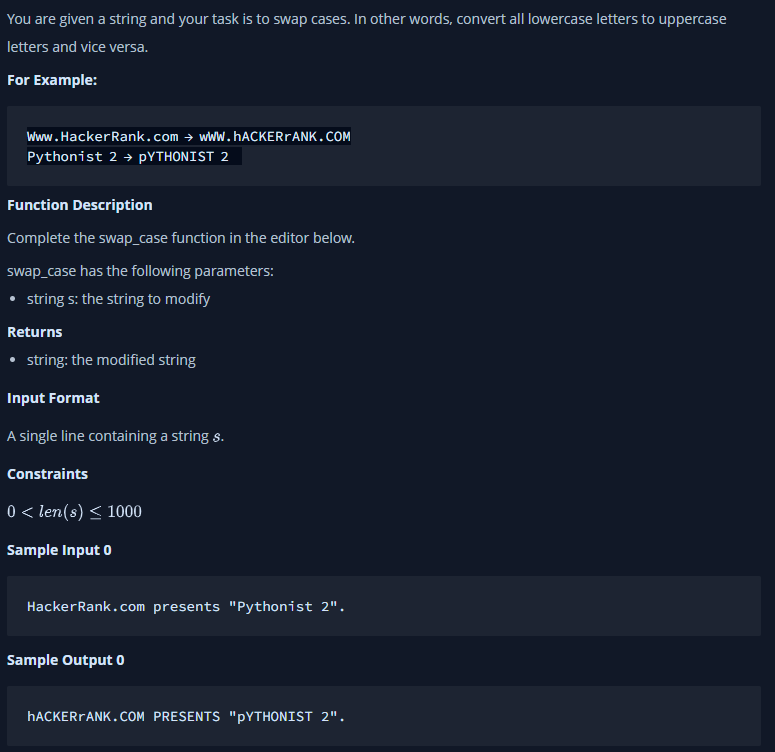 You are given a string and your task is to swap cases. In other words, convert all lowercase letters to uppercase
letters and vice versa.
For Example:
Www.HackerRank.com → wWW.hACKERrANK.COM
Pythonist 2 → pYTHONIST 2
Function Description
Complete the swap_case function in the editor below.
swap_case has the following parameters:
• string s: the string to modify
Returns
• string: the modified string
Input Format
A single line containing a string s.
Constraints
0 < len(s) ≤ 1000
Sample Input 0
HackerRank.com presents "Pythonist 2".
Sample Output 0
hACKERrANK.COM PRESENTS "pYTHONIST 2".